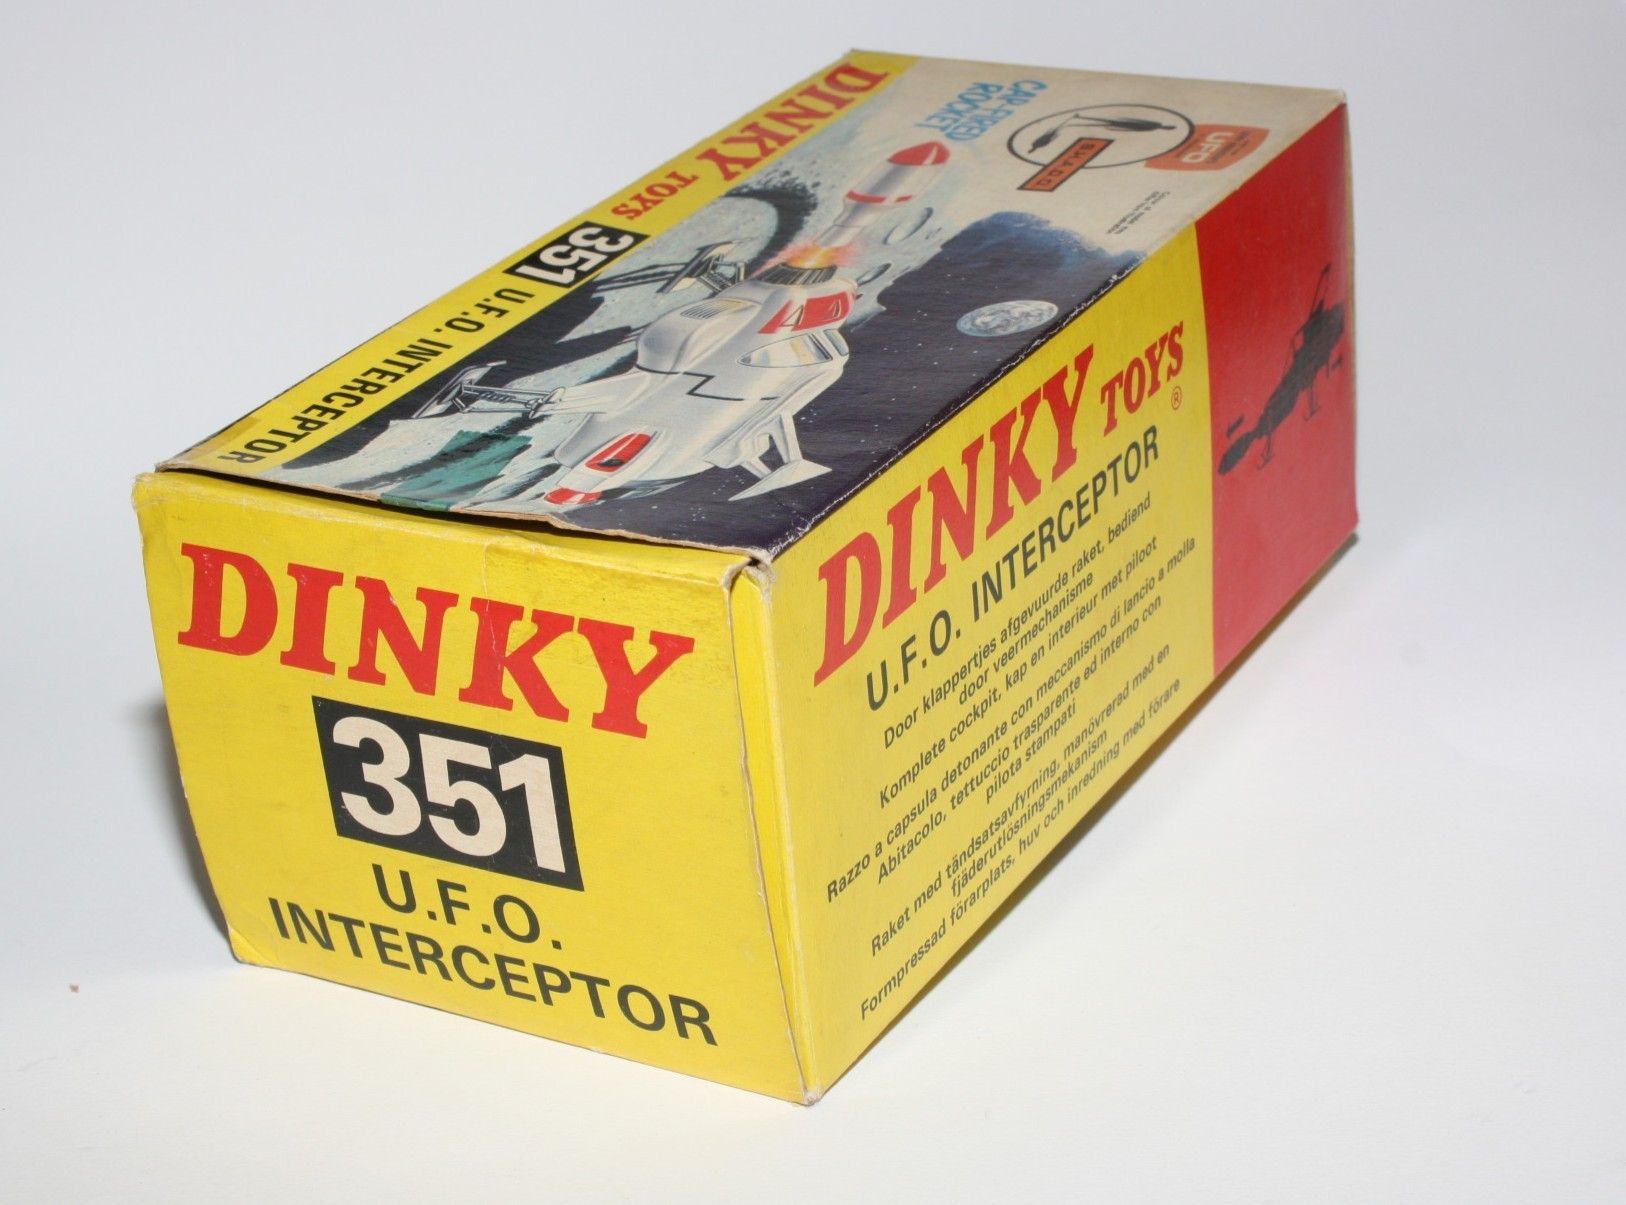 DINKY TOYS
351 U.F.O. INTERCEPTOR
CAP-FIRED
ROCKET
SHADO
UFO
DINKY
351
U.F.O.
INTERCEPTOR
DINKY TOYS®
U.F.O. INTERCEPTOR
Door klappertjes afgevuurde raket, bediend
door veermechanisme
Komplete cockpit, kap en interieur met piloot
Razzo a capsula detonante con meccanismo di lancio a molla
Abitacolo, tettuccio trasparente ed interno con
pilota stampati
Raket med tändsatsavfyrning, manövrerad med en
fjäderutlösningsmekanism
Formpressad förarplats, huv och inredning med förare